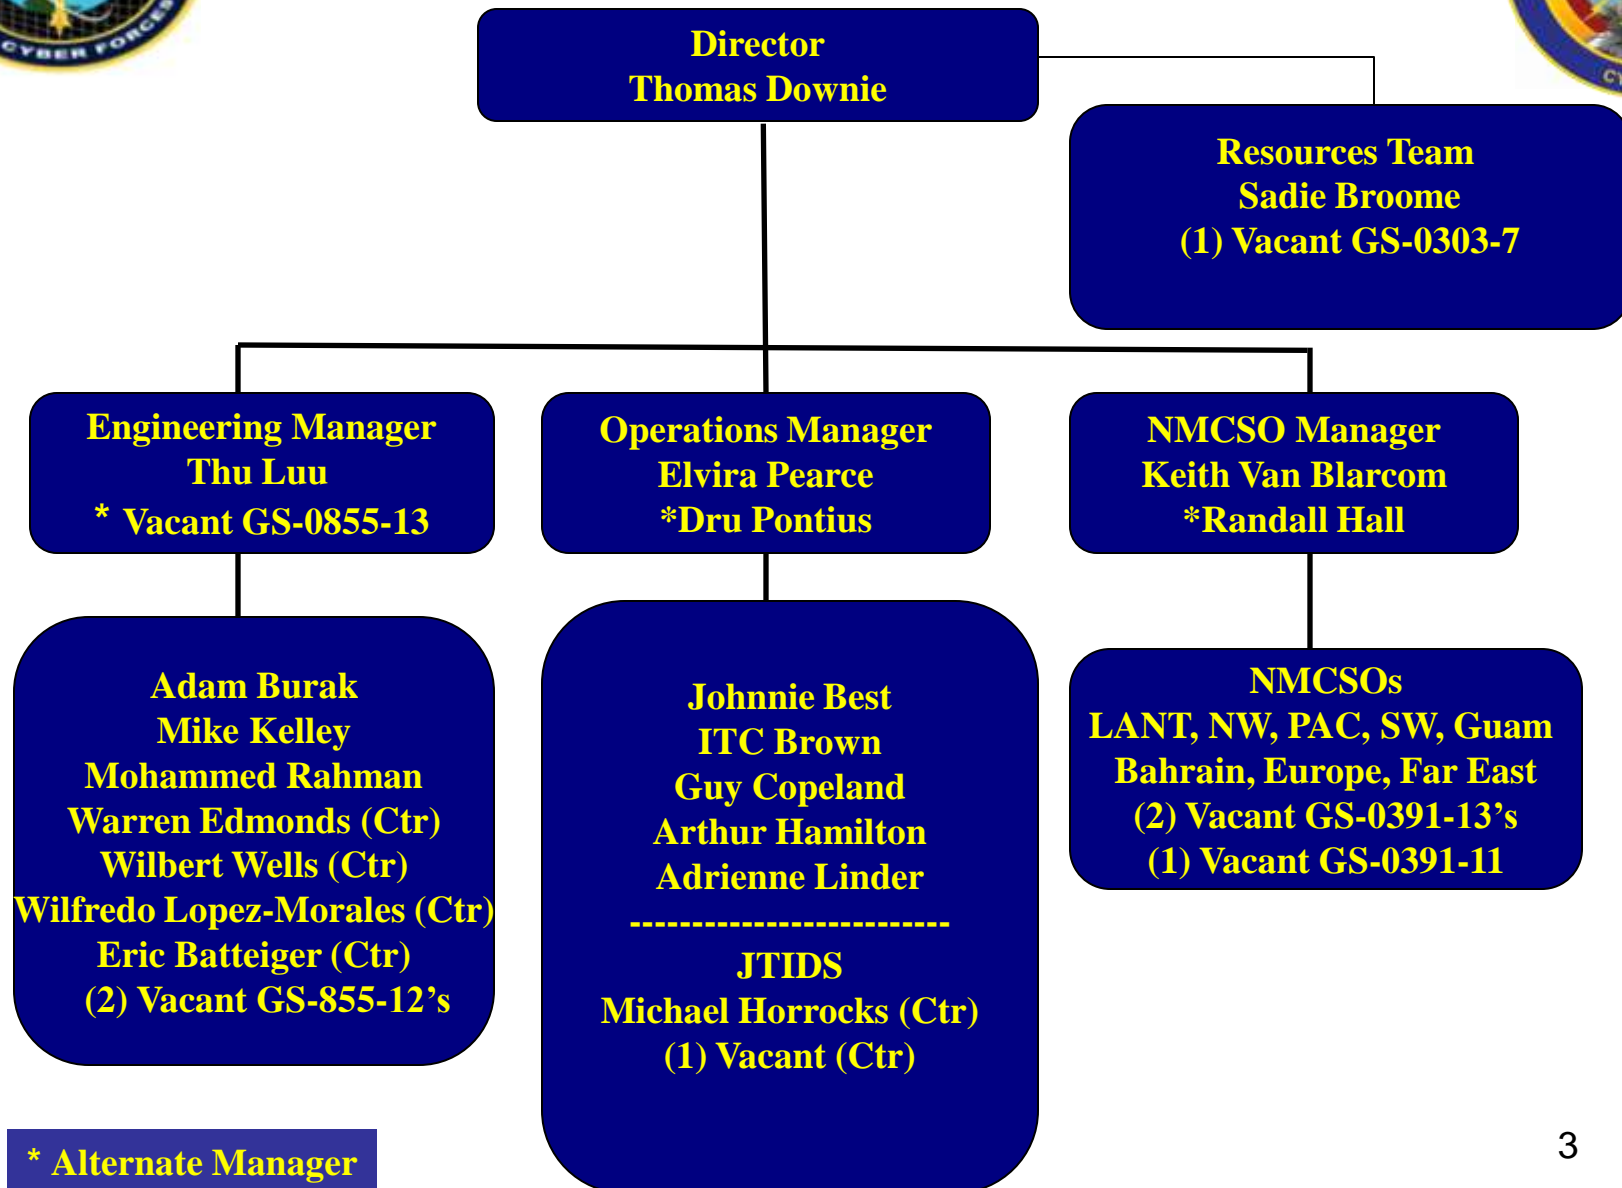 CYBER FORCES
CY
Director
Thomas Downie
Resources Team
Sadie Broome
(1) Vacant GS-0303-7
Engineering Manager
Thu Luu
* Vacant GS-0855-13
Operations Manager
Elvira Pearce
*Dru Pontius
NMCSO Manager
Keith Van Blarcom
*Randall Hall
Adam Burak
Mike Kelley
Mohammed Rahman
Warren Edmonds (Ctr)
Wilbert Wells (Ctr)
Wilfredo Lopez-Morales (Ctr)
Eric Batteiger (Ctr)
(2) Vacant GS-855-12’s
Johnnie Best
ITC Brown
Guy Copeland
Arthur Hamilton
Adrienne Linder
--------------------------
JTIDS
Michael Horrocks (Ctr)
(1) Vacant (Ctr)
NMCSOs
LANT, NW, PAC, SW, Guam
Bahrain, Europe, Far East
(2) Vacant GS-0391-13’s
(1) Vacant GS-0391-11
* Alternate Manager
3